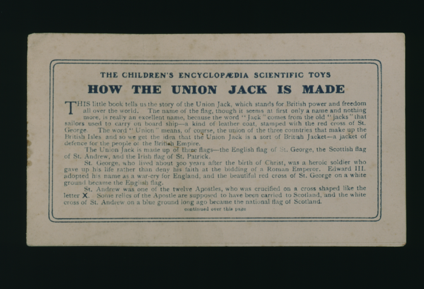 THE CHILDREN'S ENCYCLOPÆDIA SCIENTIFIC TOYS
HOW THE UNION JACK IS MADE
THIS little book tells us the story of the Union Jack, which stands for British power and freedom
all over the world. The name of the flag, though it seems at first only a name and nothing
more, is really an excellent name, because the word "Jack" comes from the old "jacks" that
sailors used to carry on board ship—a kind of leather coat, stamped with the red cross of St.
George. The word "Union" means, of course, the union of the three countries that make up the
British Isles, and so we get the idea that the Union Jack is a sort of British Jacket—a jacket of
defence for the people in the British Empire.
The Union Jack is made up of three flags—the English flag of St. George, the Scottish flag
of St. Andrew, and the Irish flag of St. Patrick.
St. George, who lived about 300 years after the birth of Christ, was a heroic soldier who
gave up his life rather than deny his faith at the bidding of a Roman Emperor. Edward III.
adopted his name as a war-cry for England, and the beautiful red cross of St. George on a white
ground became the English flag.
St. Andrew was one of the twelve Apostles, who was crucified on a cross shaped like the
letter X. Some relics of the Apostle are supposed to have been carried to Scotland, and the white
cross of St. Andrew on a blue ground long ago became the national flag of Scotland.
continued over this page